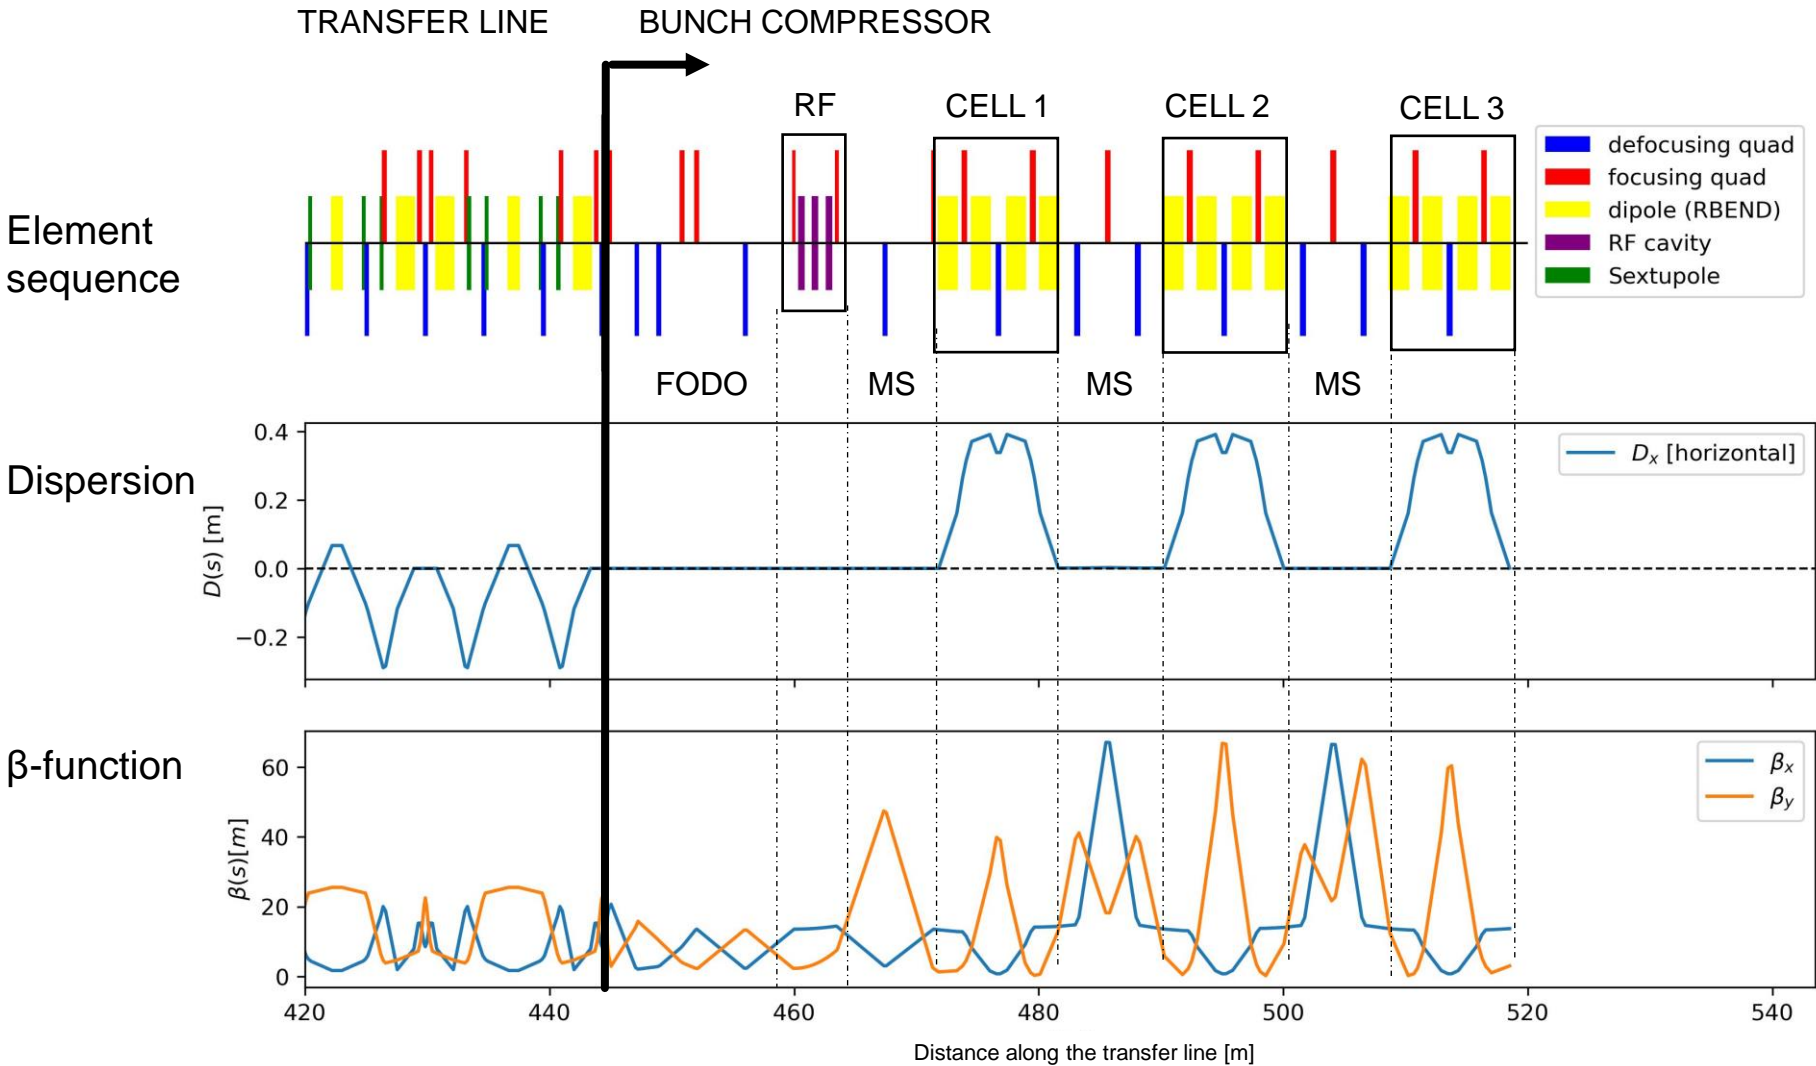 TRANSFER LINE BUNCH COMPRESSOR
RF CELL 1 CELL 2 CELL 3
defocusing quad
focusing quad
dipole (RBEND)
RF cavity
Sextupole
Element
sequence
FODO MS MS MS
Dispersion
D(s) [m]
0.4
0.2
0.0
−0.2
Dₓ [horizontal]
β-function
β(s)[m]
60
40
20
0
βₓ
βᵧ
420 440 460 480 500 520 540
Distance along the transfer line [m]